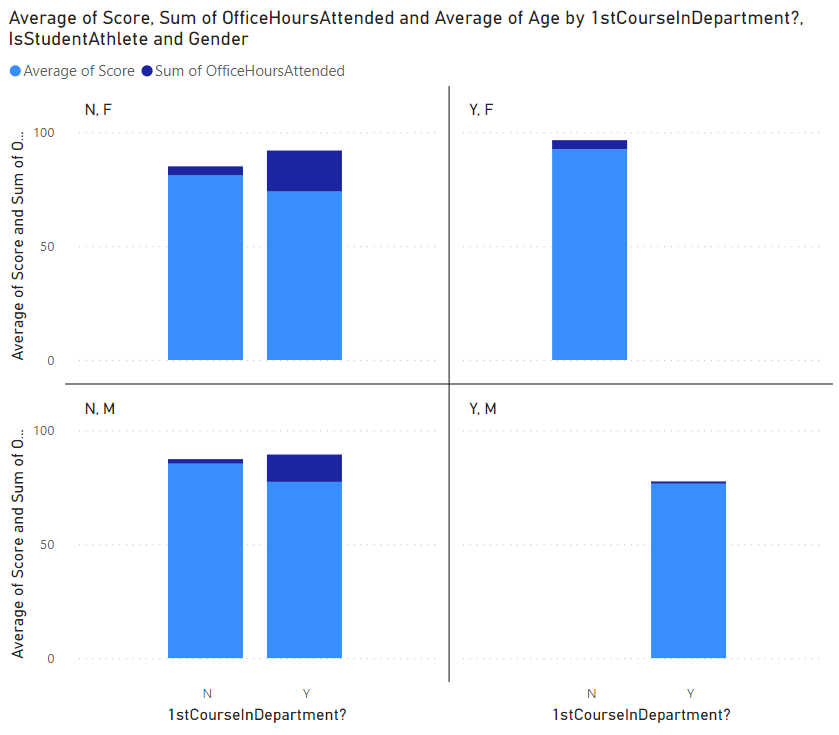 Average of Score, Sum of OfficeHoursAttended and Average of Age by 1stCourseInDepartment?,
IsStudentAthlete and Gender
Average of Score Sum of OfficeHoursAttended
N, F
Y, F
Average of Score and Sum of O...
100
50
0
N, M
Y, M
Average of Score and Sum of O...
100
50
0
N Y N Y
1stCourseInDepartment? 1stCourseInDepartment?